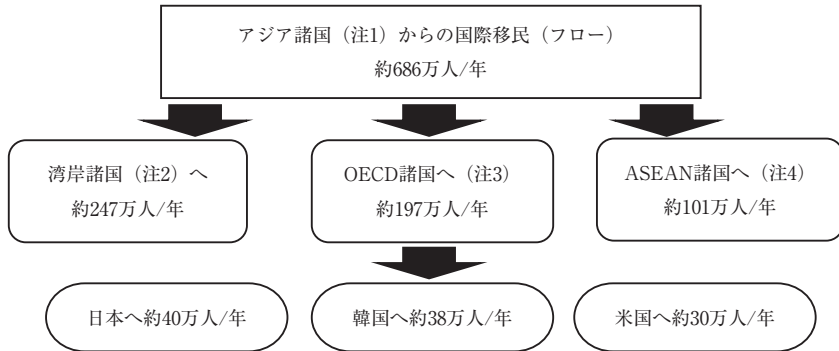 アジア諸国（注1）からの国際移民（フロー）
約686万人/年
湾岸諸国（注2）へ
約247万人/年
OECD諸国へ（注3）
約197万人/年
ASEAN諸国へ（注4）
約101万人/年
日本へ約40万人/年
韓国へ約38万人/年
米国へ約30万人/年